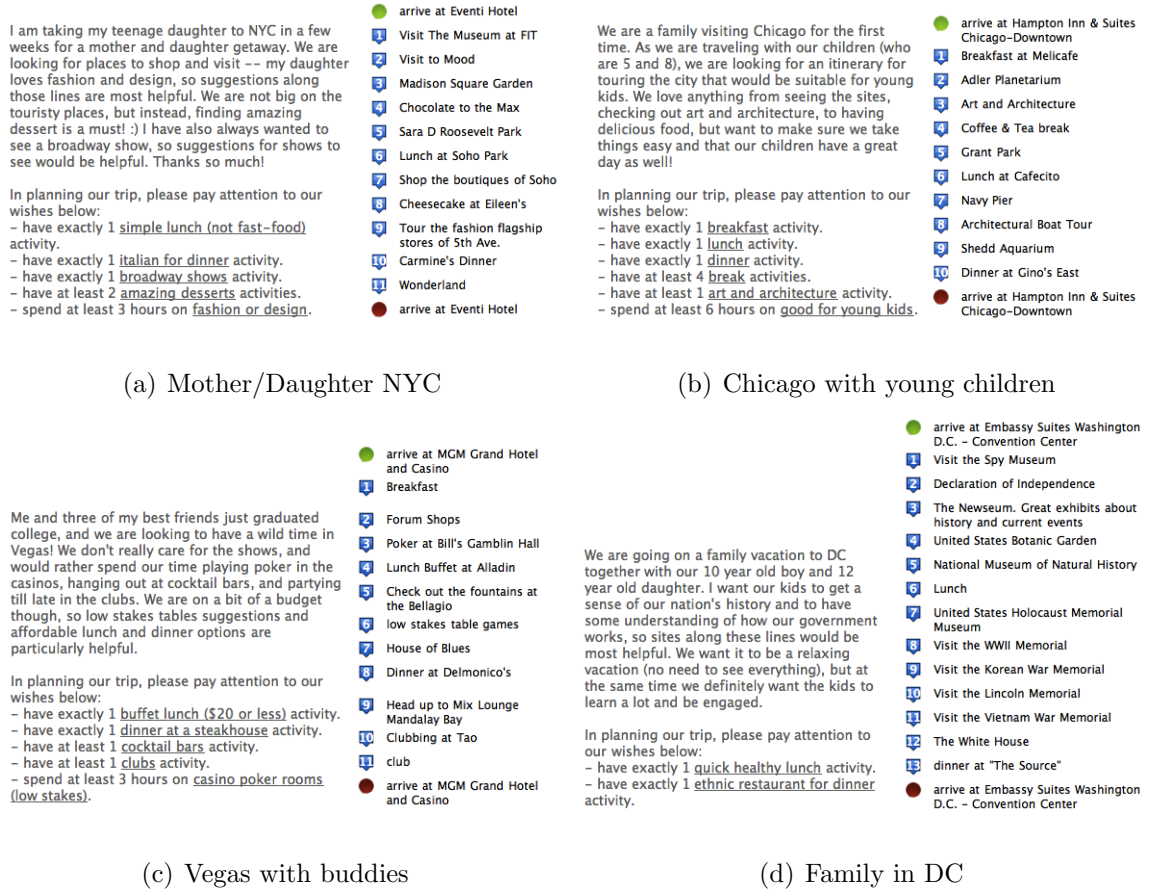 I am taking my teenage daughter to NYC in a few
weeks for a mother and daughter getaway. We are
looking for places to shop and visit -- my daughter
loves fashion and design, so suggestions along
those lines are most helpful. We are not big on the
touristy places, but instead, finding amazing
dessert is a must! :) I have also always wanted to
see a broadway show, so suggestions for shows to
see would be helpful. Thanks so much!
In planning our trip, please pay attention to our
wishes below:
- have exactly 1 simple lunch (not fast-food)
activity.
- have exactly 1 italian for dinner activity.
- have exactly 1 broadway shows activity.
- have at least 2 amazing desserts activities.
- spend at least 3 hours on fashion or design.
arrive at Eventi Hotel
1 Visit The Museum at FIT
2 Visit to Mood
3 Madison Square Garden
4 Chocolate to the Max
5 Sara D Roosevelt Park
6 Lunch at Soho Park
7 Shop the boutiques of Soho
8 Cheesecake at Eileen's
9 Tour the fashion flagship
stores of 5th Ave.
10 Carmine's Dinner
11 Wonderland
arrive at Eventi Hotel
(a) Mother/Daughter NYC
We are a family visiting Chicago for the first
time. As we are traveling with our children (who
are 5 and 8), we are looking for an itinerary for
touring the city that would be suitable for young
kids. We love anything from seeing the sites,
checking out art and architecture, to having
delicious food, but want to make sure we take
things easy and that our children have a great
day as well!
In planning our trip, please pay attention to our
wishes below:
- have exactly 1 breakfast activity.
- have exactly 1 lunch activity.
- have exactly 1 dinner activity.
- have at least 4 break activities.
- have at least 1 art and architecture activity.
- spend at least 6 hours on good for young kids.
arrive at Hampton Inn & Suites
Chicago-Downtown
1 Breakfast at Melicafe
2 Adler Planetarium
3 Art and Architecture
4 Coffee & Tea break
5 Grant Park
6 Lunch at Cafecito
7 Navy Pier
8 Architectural Boat Tour
9 Shedd Aquarium
10 Dinner at Gino's East
arrive at Hampton Inn & Suites
Chicago-Downtown
(b) Chicago with young children
Me and three of my best friends just graduated
college, and we are looking to have a wild time in
Vegas! We don't really care for the shows, and
would rather spend our time playing poker in the
casinos, hanging out at cocktail bars, and partying
till late in the clubs. We are on a bit of a budget
though, so low stakes tables suggestions and
affordable lunch and dinner options are
particularly helpful.
In planning our trip, please pay attention to our
wishes below:
- have exactly 1 buffet lunch ($20 or less) activity.
- have exactly 1 dinner at a steakhouse activity.
- have at least 1 cocktail bars activity.
- have at least 1 clubs activity.
- spend at least 3 hours on casino poker rooms
(low stakes).
arrive at MGM Grand Hotel
and Casino
1 Breakfast
2 Forum Shops
3 Poker at Bill's Gamblin Hall
4 Lunch Buffet at Alladin
5 Check out the fountains at
the Bellagio
6 low stakes table games
7 House of Blues
8 Dinner at Delmonico's
9 Head up to Mix Lounge
Mandalay Bay
10 Clubbing at Tao
11 club
arrive at MGM Grand Hotel
and Casino
(c) Vegas with buddies
We are going on a family vacation to DC
together with our 10 year old boy and 12
year old daughter. I want our kids to get a
sense of our nation's history and to have
some understanding of how our government
works, so sites along these lines would be
most helpful. We want it to be a relaxing
vacation (no need to see everything), but at
the same time we definitely want the kids to
learn a lot and be engaged.
In planning our trip, please pay attention to
our wishes below:
- have exactly 1 quick healthy lunch activity.
- have exactly 1 ethnic restaurant for dinner
activity.
arrive at Embassy Suites Washington
D.C. - Convention Center
1 Visit the Spy Museum
2 Declaration of Independence
3 The Newseum. Great exhibits about
history and current events
4 United States Botanic Garden
5 National Museum of Natural History
6 Lunch
7 United States Holocaust Memorial
Museum
8 Visit the WWII Memorial
9 Visit the Korean War Memorial
10 Visit the Lincoln Memorial
11 Visit the Vietnam War Memorial
12 The White House
13 dinner at "The Source"
arrive at Embassy Suites Washington
D.C. - Convention Center
(d) Family in DC